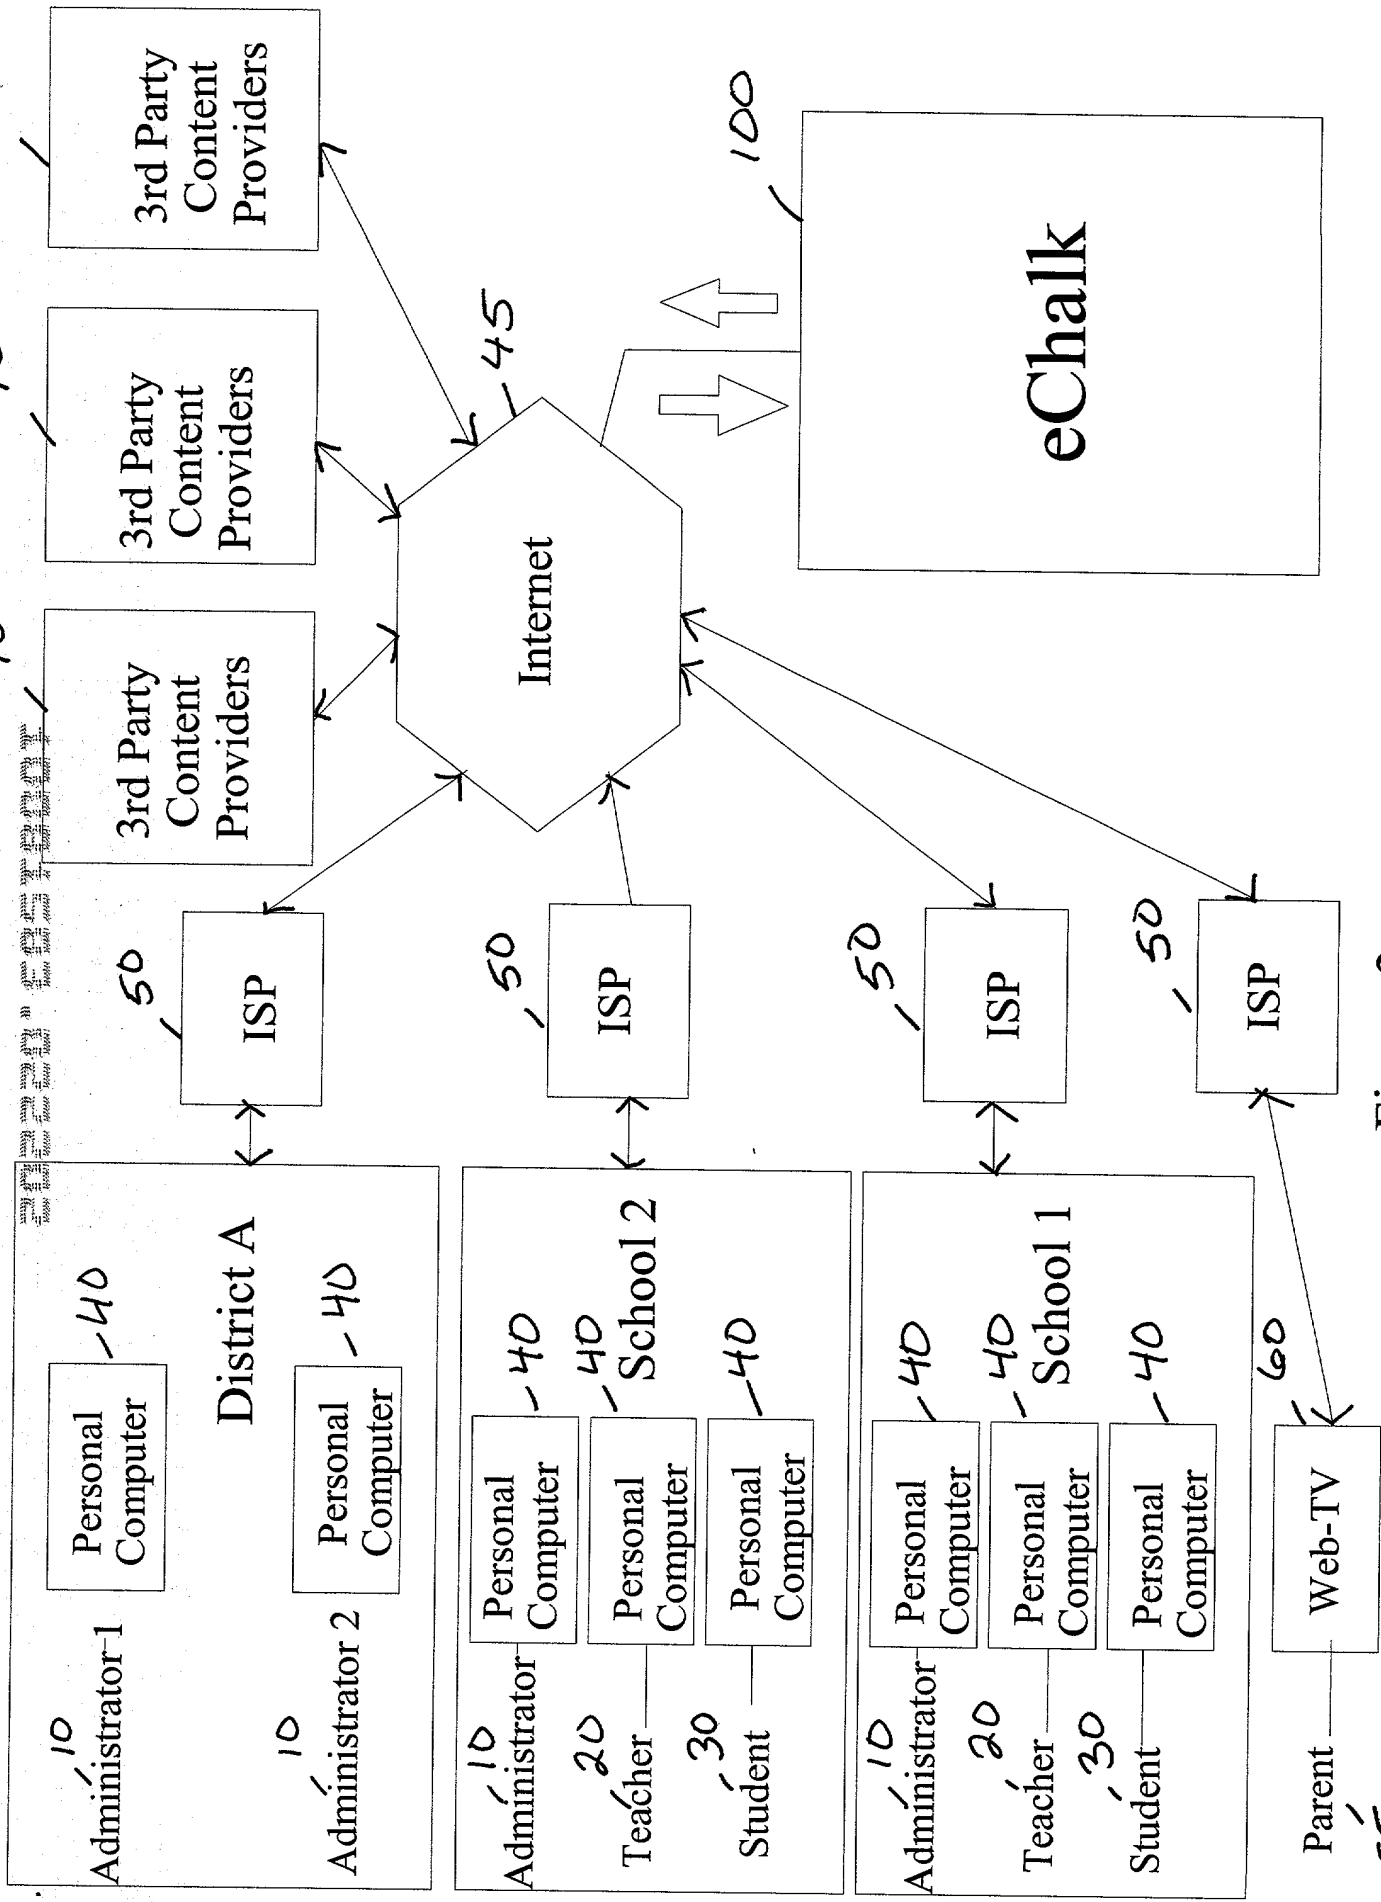 District A
Administrator 1
10
Personal
Computer
40
Administrator 2
10
Personal
Computer
40
School 2
Administrator
10
Personal
Computer
40
Teacher
20
Personal
Computer
40
Student
30
Personal
Computer
40
School 1
Administrator
10
Personal
Computer
40
Teacher
20
Personal
Computer
40
Student
30
Personal
Computer
40
Parent
Web-TV
60
ISP
50
ISP
50
ISP
50
ISP
50
Internet
45
3rd Party
Content
Providers
3rd Party
Content
Providers
3rd Party
Content
Providers
eChalk
100